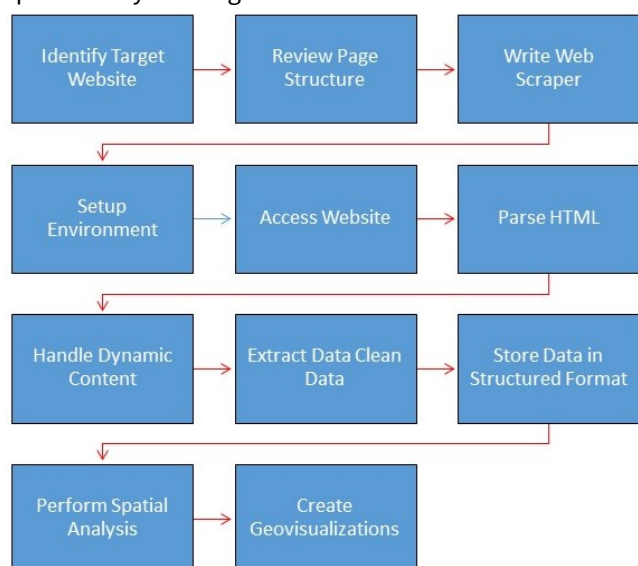 Identify Target
Website
Review Page
Structure
Write Web
Scraper
Setup
Environment
Access Website
Parse HTML
Handle Dynamic
Content
Extract Data Clean
Data
Store Data in
Structured Format
Perform Spatial
Analysis
Create
Geovisualizations